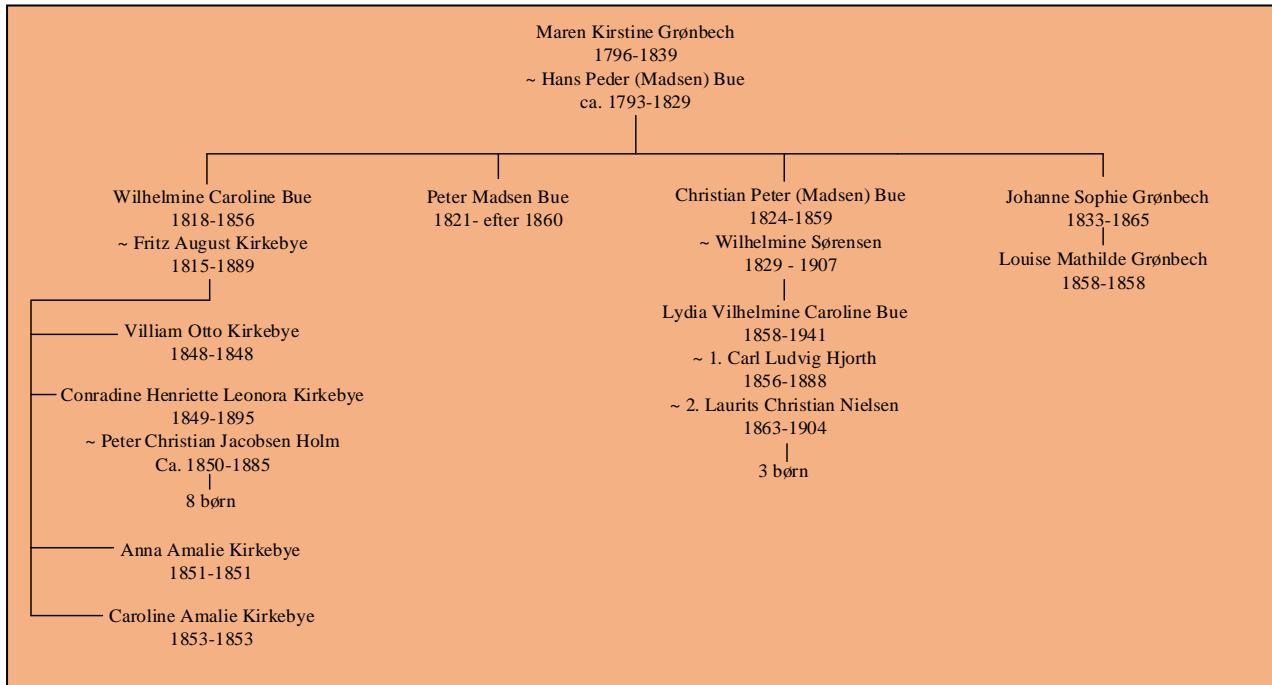 Maren Kirstine Grønbech
1796-1839
~ Hans Peder (Madsen) Bue
ca. 1793-1829
Wilhelmine Caroline Bue
1818-1856
~ Fritz August Kirkebye
1815-1889
Villiam Otto Kirkebye
1848-1848
Conradine Henriette Leonora Kirkebye
1849-1895
~ Peter Christian Jacobsen Holm
Ca. 1850-1885
8 børn
Anna Amalie Kirkebye
1851-1851
Caroline Amalie Kirkebye
1853-1853
Peter Madsen Bue
1821- efter 1860
Christian Peter (Madsen) Bue
1824-1859
~ Wilhelmine Sørensen
1829 - 1907
Lydia Vilhelmine Caroline Bue
1858-1941
~ 1. Carl Ludvig Hjorth
1856-1888
~ 2. Laurits Christian Nielsen
1863-1904
3 børn
Johanne Sophie Grønbech
1833-1865
Louise Mathilde Grønbech
1858-1858